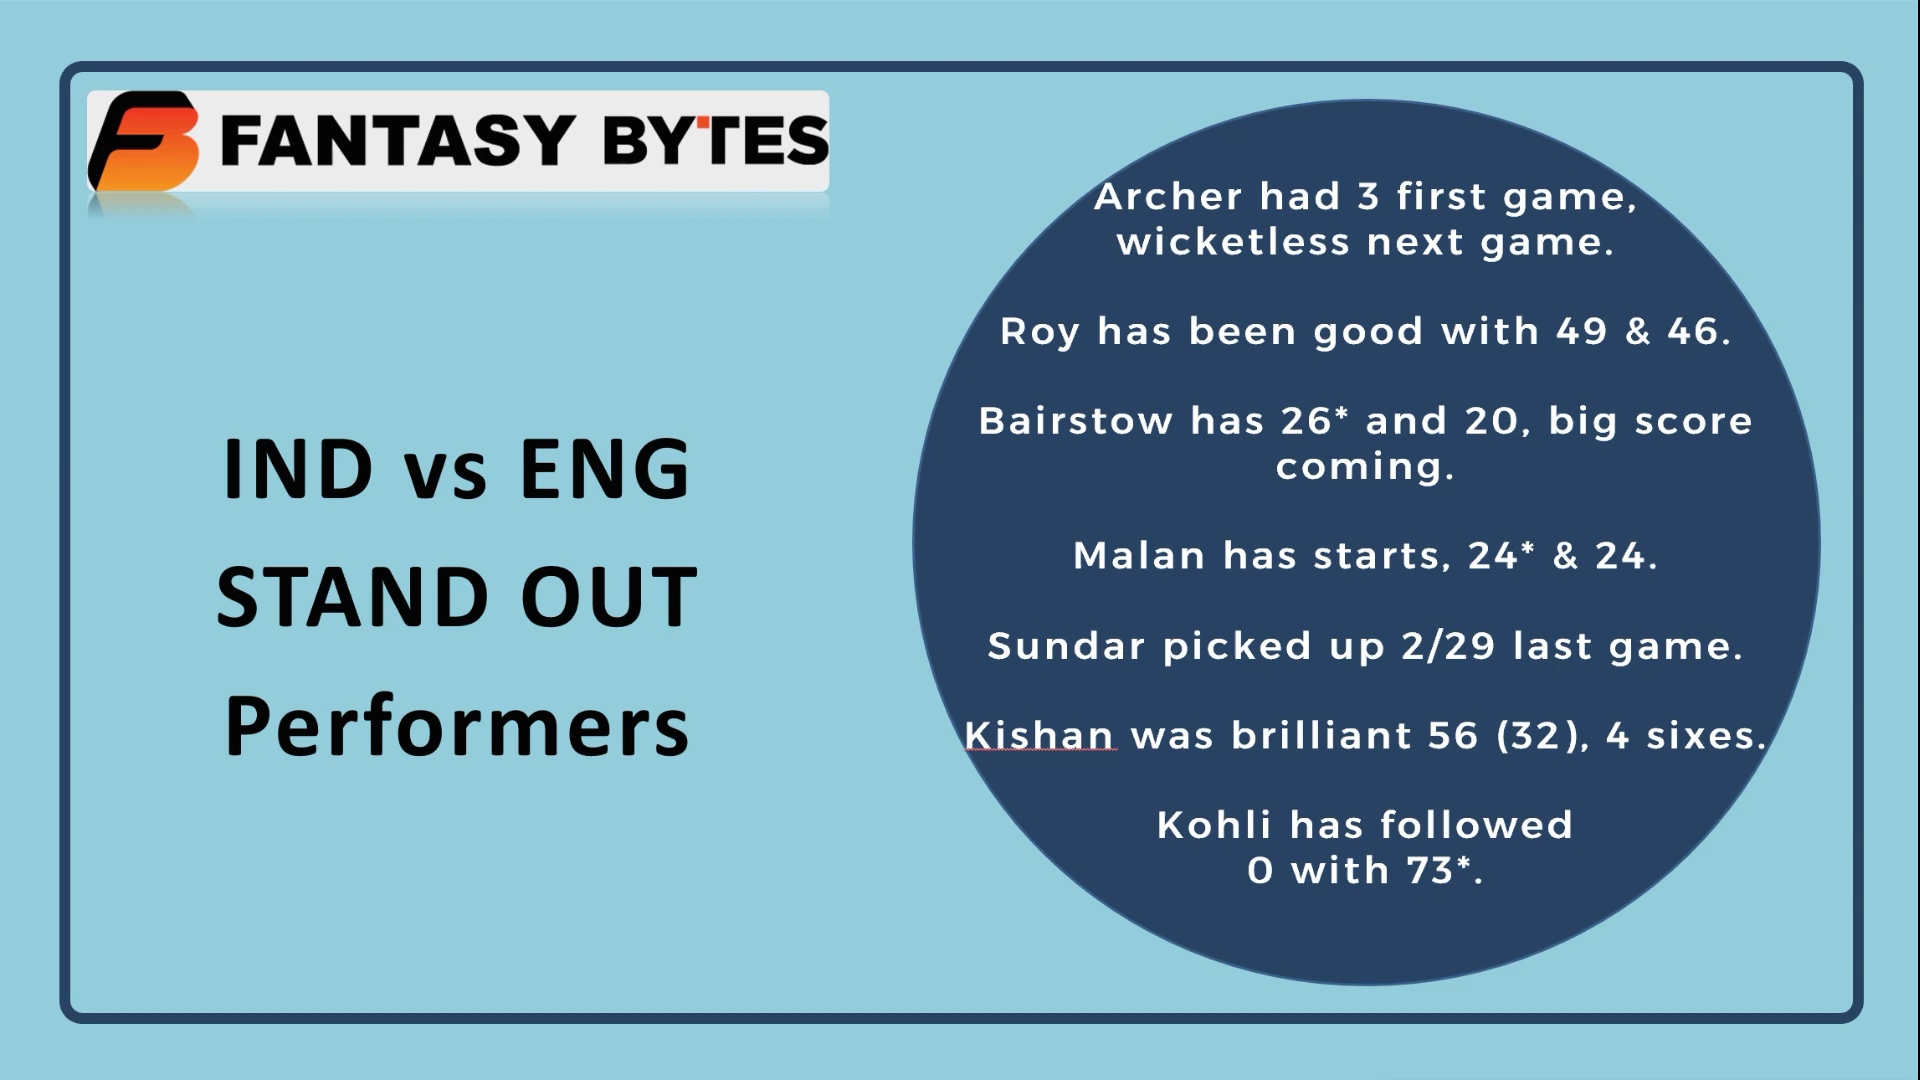 FANTASY BYTES
IND vs ENG
STAND OUT
Performers
Archer had 3 first game,
wicketless next game.
Roy has been good with 49 & 46.
Bairstow has 26* and 20, big score
coming.
Malan has starts, 24* & 24.
Sundar picked up 2/29 last game.
Kishan was brilliant 56 (32), 4 sixes.
Kohli has followed
0 with 73*.